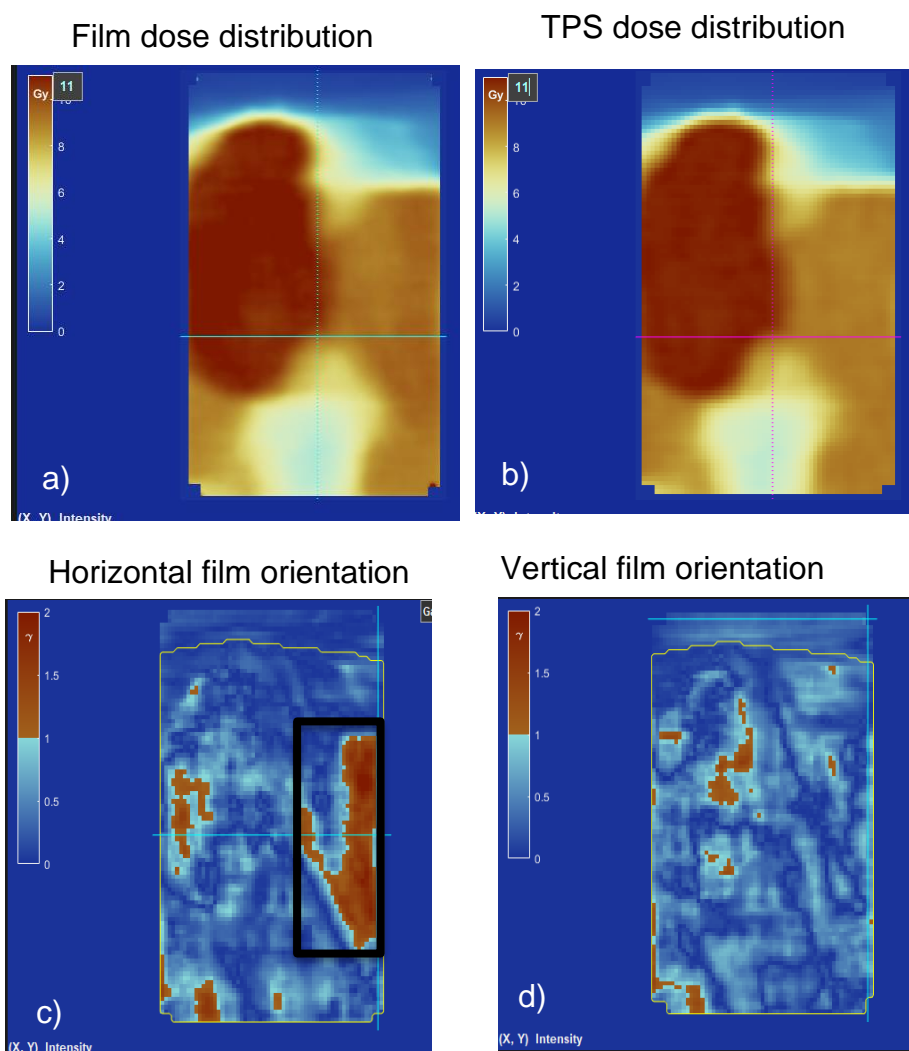 Film dose distribution
TPS dose distribution
11
Gy
10
8
6
4
2
0
a)
(X, Y) Intensity
11
Gy
8
6
4
2
0
b)
Horizontal film orientation
Vertical film orientation
2
γ
1.5
1
0.5
0
c)
(X, Y) Intensity
2
γ
1.5
1
0.5
0
d)
(X, Y) Intensity